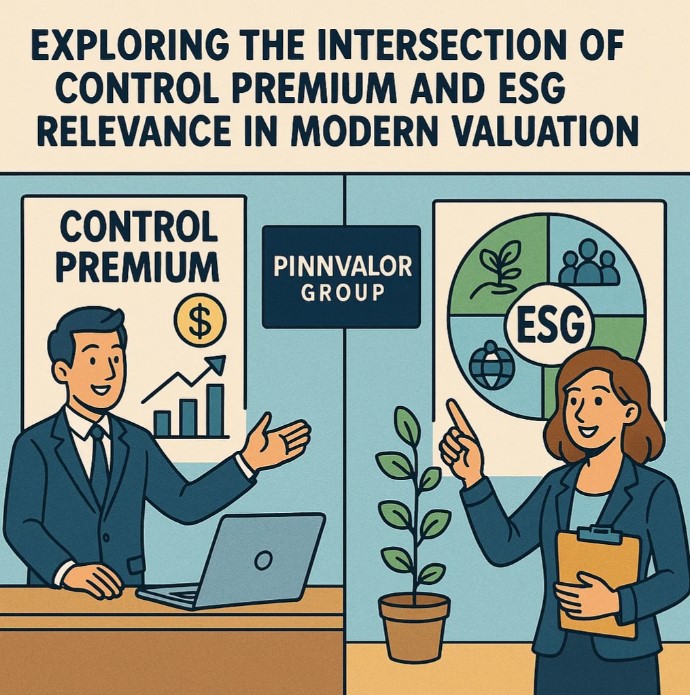 EXPLORING THE INTERSECTION OF
CONTROL PREMIUM AND ESG
RELEVANCE IN MODERN VALUATION
CONTROL
PREMIUM
$
PINNVALOR
GROUP
ESG